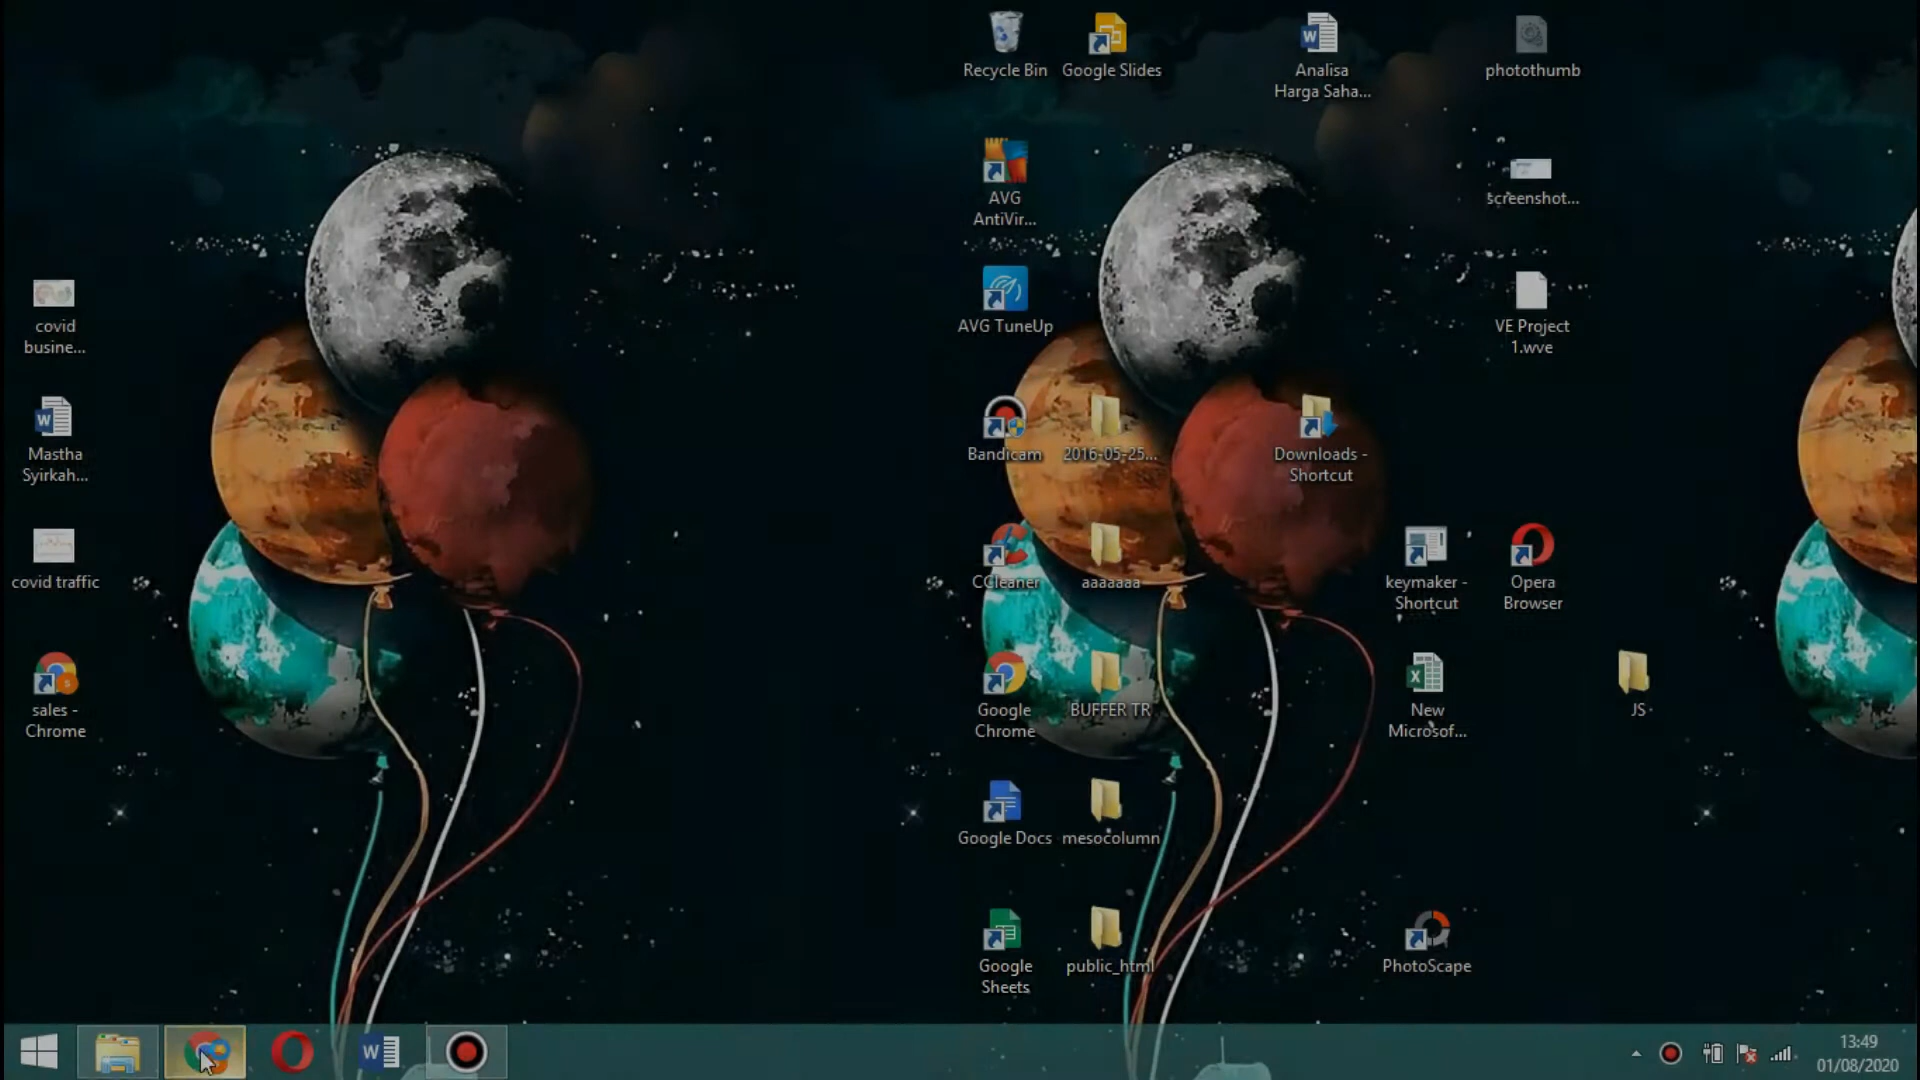 covid
busine...
Mastha
Syirkah...
covid traffic
sales -
Chrome
Recycle Bin
AVG
AntiVir...
AVG TuneUp
Bandicam
CCleaner
Google
Chrome
Google Docs
Google
Sheets
Google Slides
2016-05-25...
aaaaaaa
BUFFER TR
mesocolumn
public_html
Analisa
Harga Saha...
Downloads -
Shortcut
keymaker -
Shortcut
New
Microsof...
PhotoScape
photothumb
screenshot...
VE Project
1.wve
Opera
Browser
JS
13:49
01/08/2020